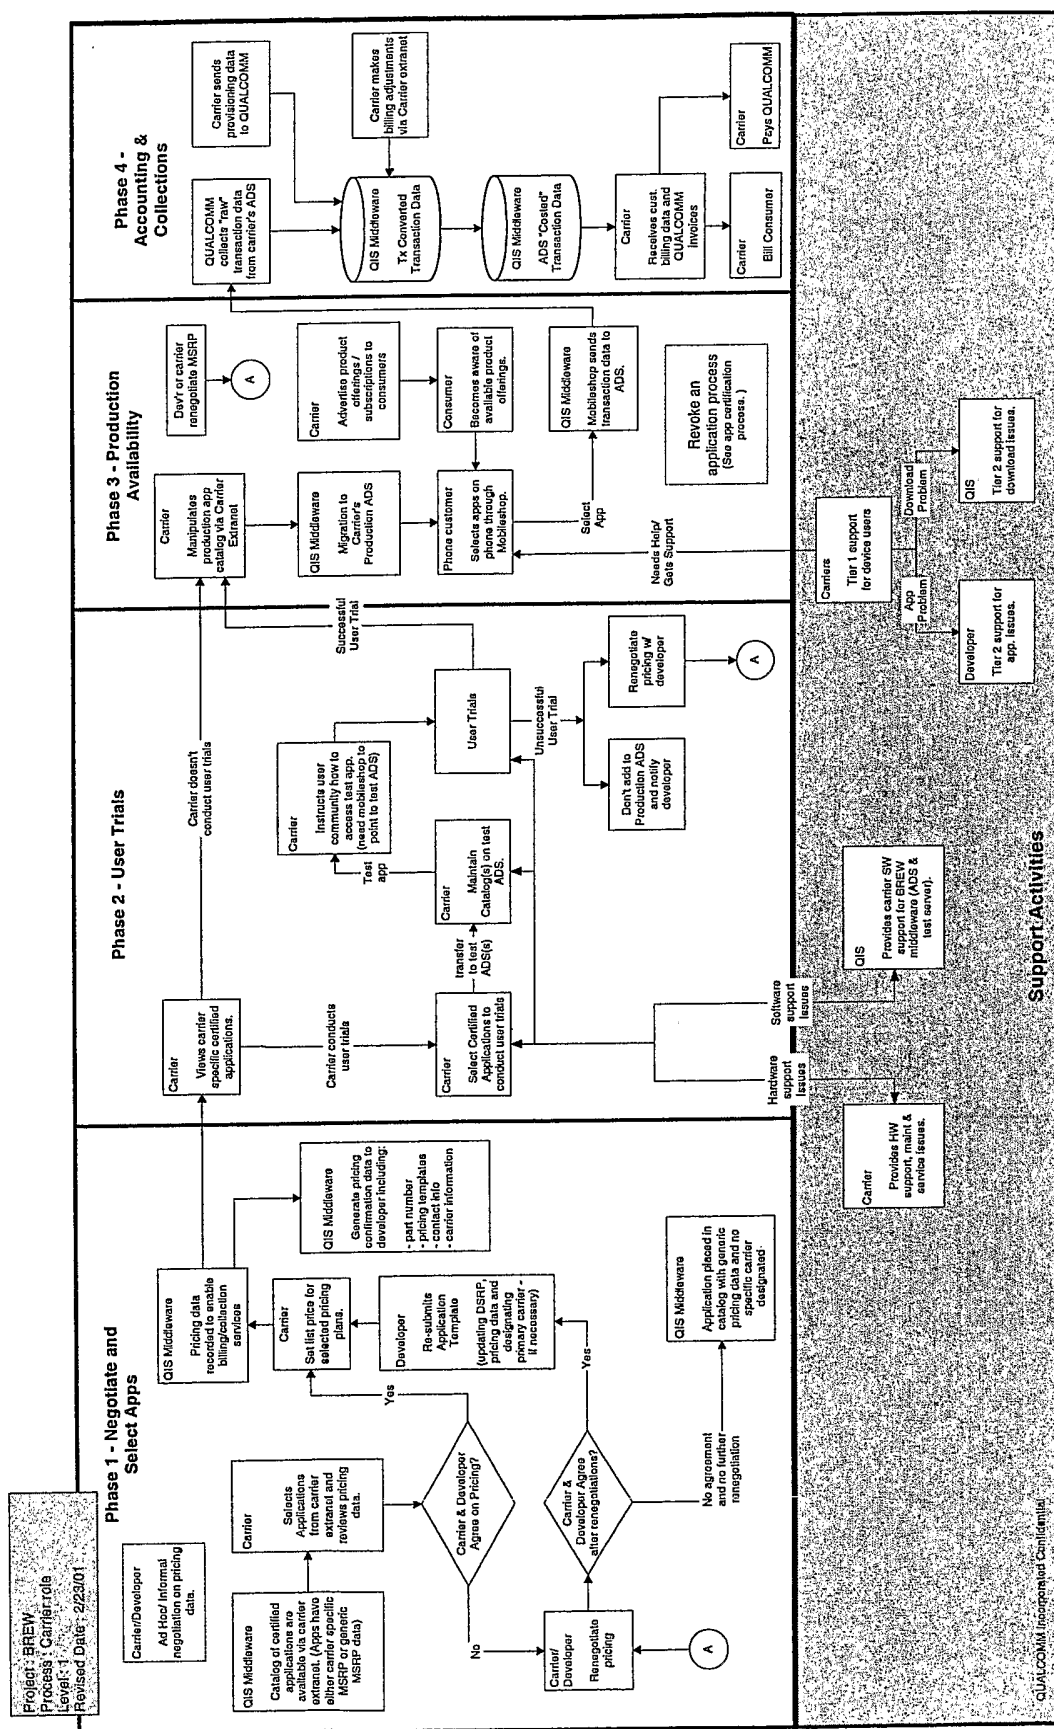 Project : BREW
Process : Carrier role
Level : 1
Revised Date : 2/23/01
Phase 1 - Negotiate and
Select Apps
Carrier/Developer
Ad Hoc/ Informal
negotiation on pricing
data.
QIS Middleware
Catalog of certified
applications are
available via carrier
extranet. (Apps have
either carrier specific
MSRP or generic
MSRP data)
Carrier
Selects
Applications
from carrier
extranet and
reviews pricing
data.
Carrier & Developer
Agree on Pricing?
No
Yes
Carrier/
Developer
Renegotiate
pricing
A
Carrier &
Developer Agree
after renegotiations?
Yes
No agreement
and no further
renegotiation
Developer
Re-submits
Application
Template
(updating DSRP,
pricing data and
designating
primary carrier -
if necessary)
Carrier
Set list price for
selected pricing
plans.
QIS Middleware
Pricing data
recorded to enable
billing/collection
services
QIS Middleware
Generate pricing
confirmation data to
developer including:
- part number
- pricing templates
- contact info
- carrier information
QIS Middleware
Application placed in
catalog with generic
pricing data and no
specific carrier
designated.
Phase 2 - User Trials
Carrier
Views carrier
specific certified
applications.
Carrier doesn't
conduct user trials
Carrier conducts
user trials
Carrier
Select Certified
Applications to
conduct user trials
transfer
to test
ADS(s)
Carrier
Maintain
Catalog(s) on test
ADS.
Test
app
Carrier
Instructs user
community how to
access test app.
(need mobileshop to
point to test ADS)
User Trials
Successful
User Trial
Unsuccessful
User Trial
Don't add to
Production ADS
and notify
developer
Renegotiate
pricing w/
developer
A
Phase 3 - Production
Availability
Carrier
Manipulates
production app
catalog via Carrier
Extranet
Dev'r or carrier
renegotiate MSRP
A
QIS Middleware
Migration to
Carrier's
Production ADS
Carrier
Advertise product
offerings /
subscriptions to
consumers
Phone customer
Selects apps on
phone through
Mobileshop.
Consumer
Becomes aware of
available product
offerings.
Select
App
QIS Middleware
Mobileshop sends
transaction data to
ADS.
Needs Help/
Gets Support
Revoke an
application process
(See app certification
process. )
Phase 4 -
Accounting &
Collections
QUALCOMM
collects "raw"
transaction data
from carrier's ADS
Carrier sends
provisioning data
to QUALCOMM
QIS Middleware
Tx Converted
Transaction Data
Carrier makes
billing adjustments
via Carrier extranet
QIS Middleware
ADS "Costed"
Transaction Data
Carrier
Receives cust.
billing data and
QUALCOMM
invoices
Carrier
Bill Consumer
Carrier
Pays QUALCOMM
Hardware
support
Issues
Software
support
Issues
Carrier
Provides HW
support, maint &
service issues.
QIS
Provides carrier SW
support for BREW
middleware (ADS &
test server).
Carriers
Tier 1 support
for device users
App
Problem
Download
Problem
Developer
Tier 2 support for
app. issues.
QIS
Tier 2 support for
download issues.
Support Activities
QUALCOMM Incorporated Confidential